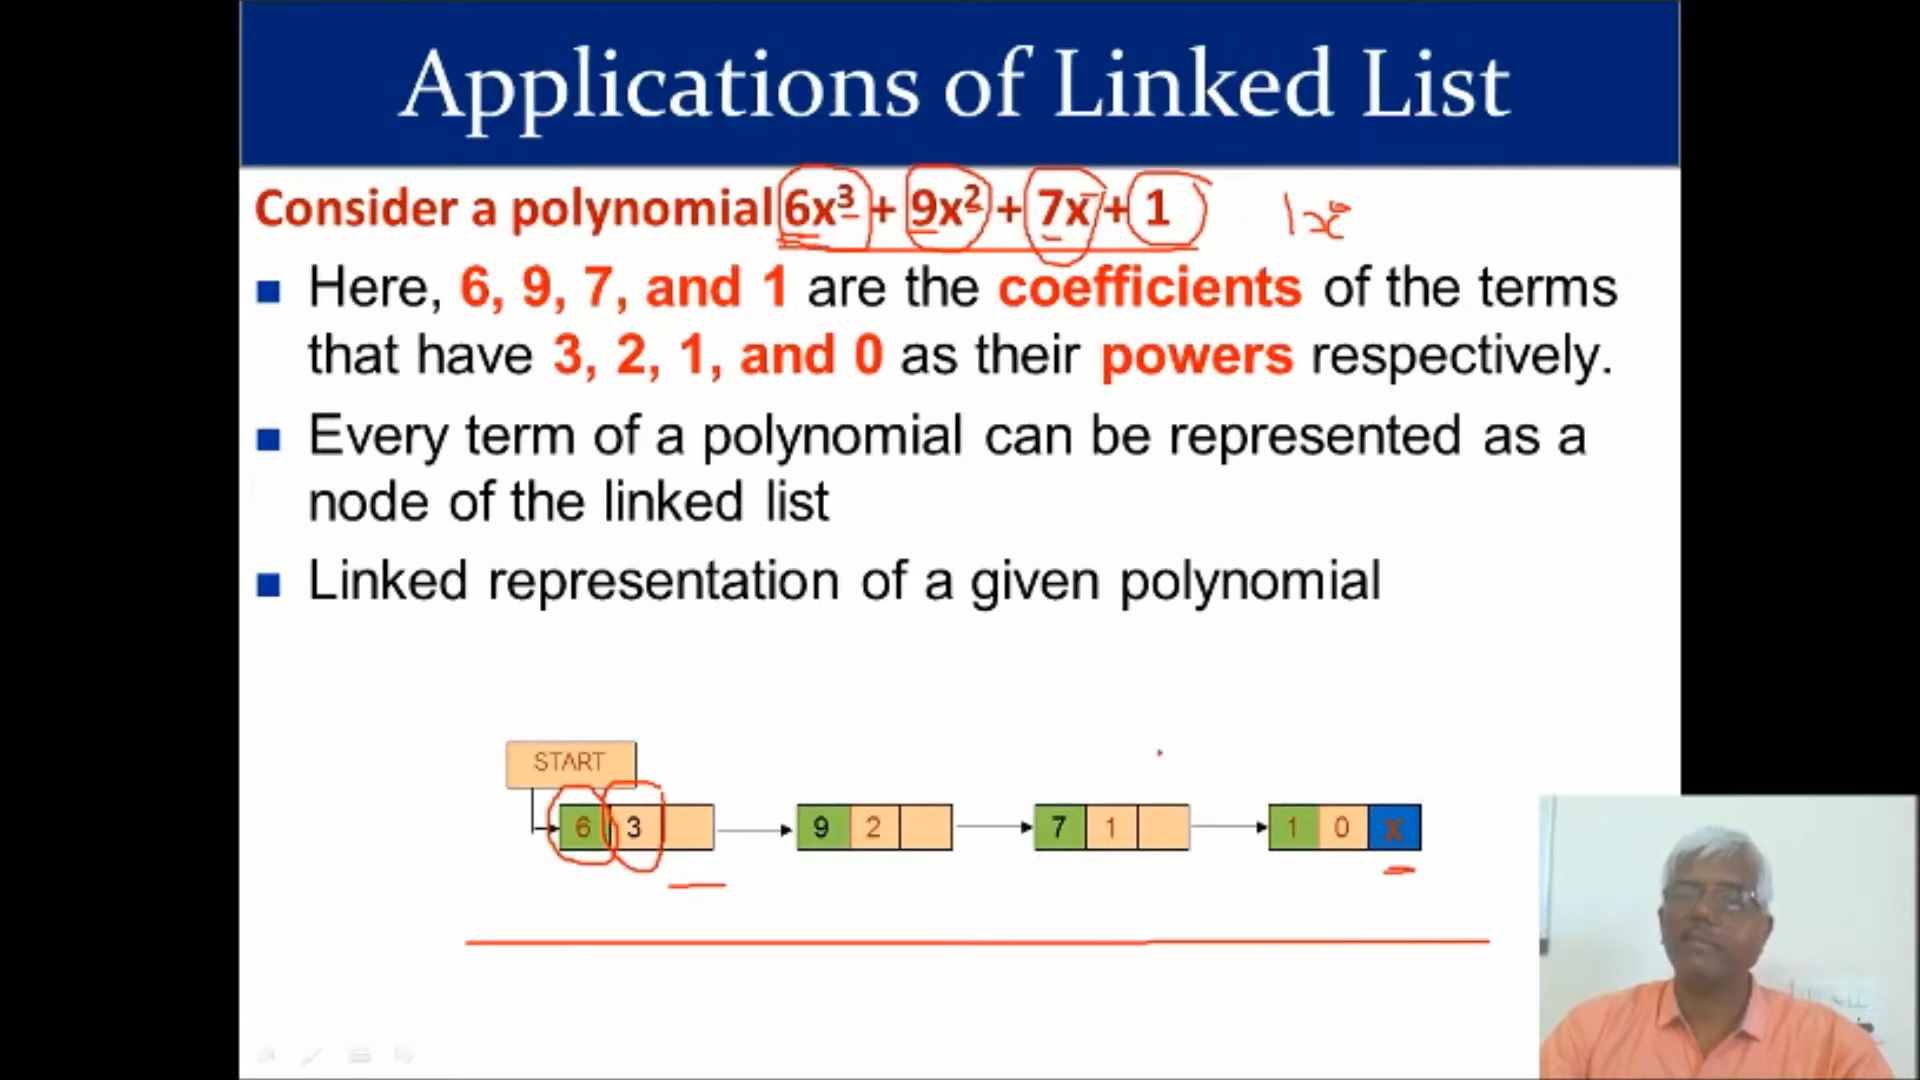 Applications of Linked List
Consider a polynomial 6x³ + 9x² + 7x + 1
1x⁰
Here, 6, 9, 7, and 1 are the coefficients of the terms
that have 3, 2, 1, and 0 as their powers respectively.
Every term of a polynomial can be represented as a
node of the linked list
Linked representation of a given polynomial
START
6 3 9 2 7 1 1 0 X